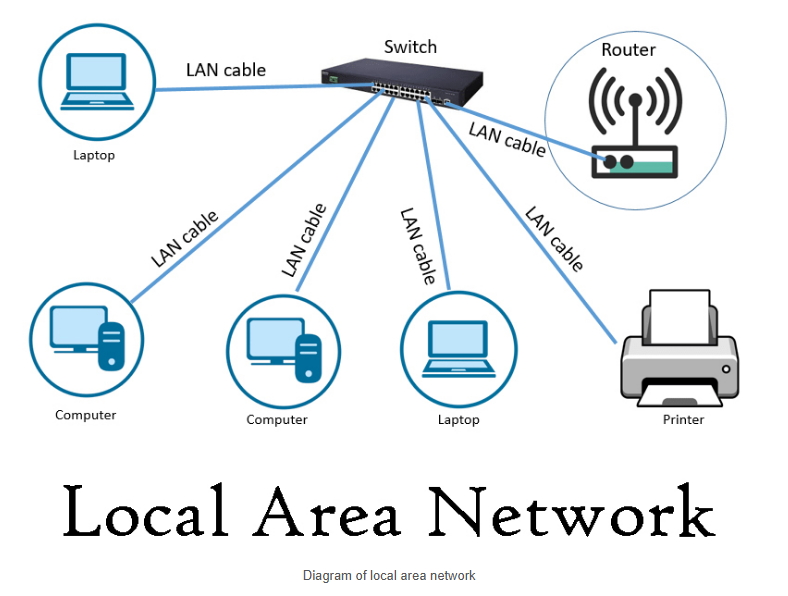 Switch
Router
LAN cable
Laptop
LAN cable
LAN cable
LAN cable
LAN cable
LAN cable
Computer
Computer
Laptop
Printer
Local Area Network
Diagram of local area network